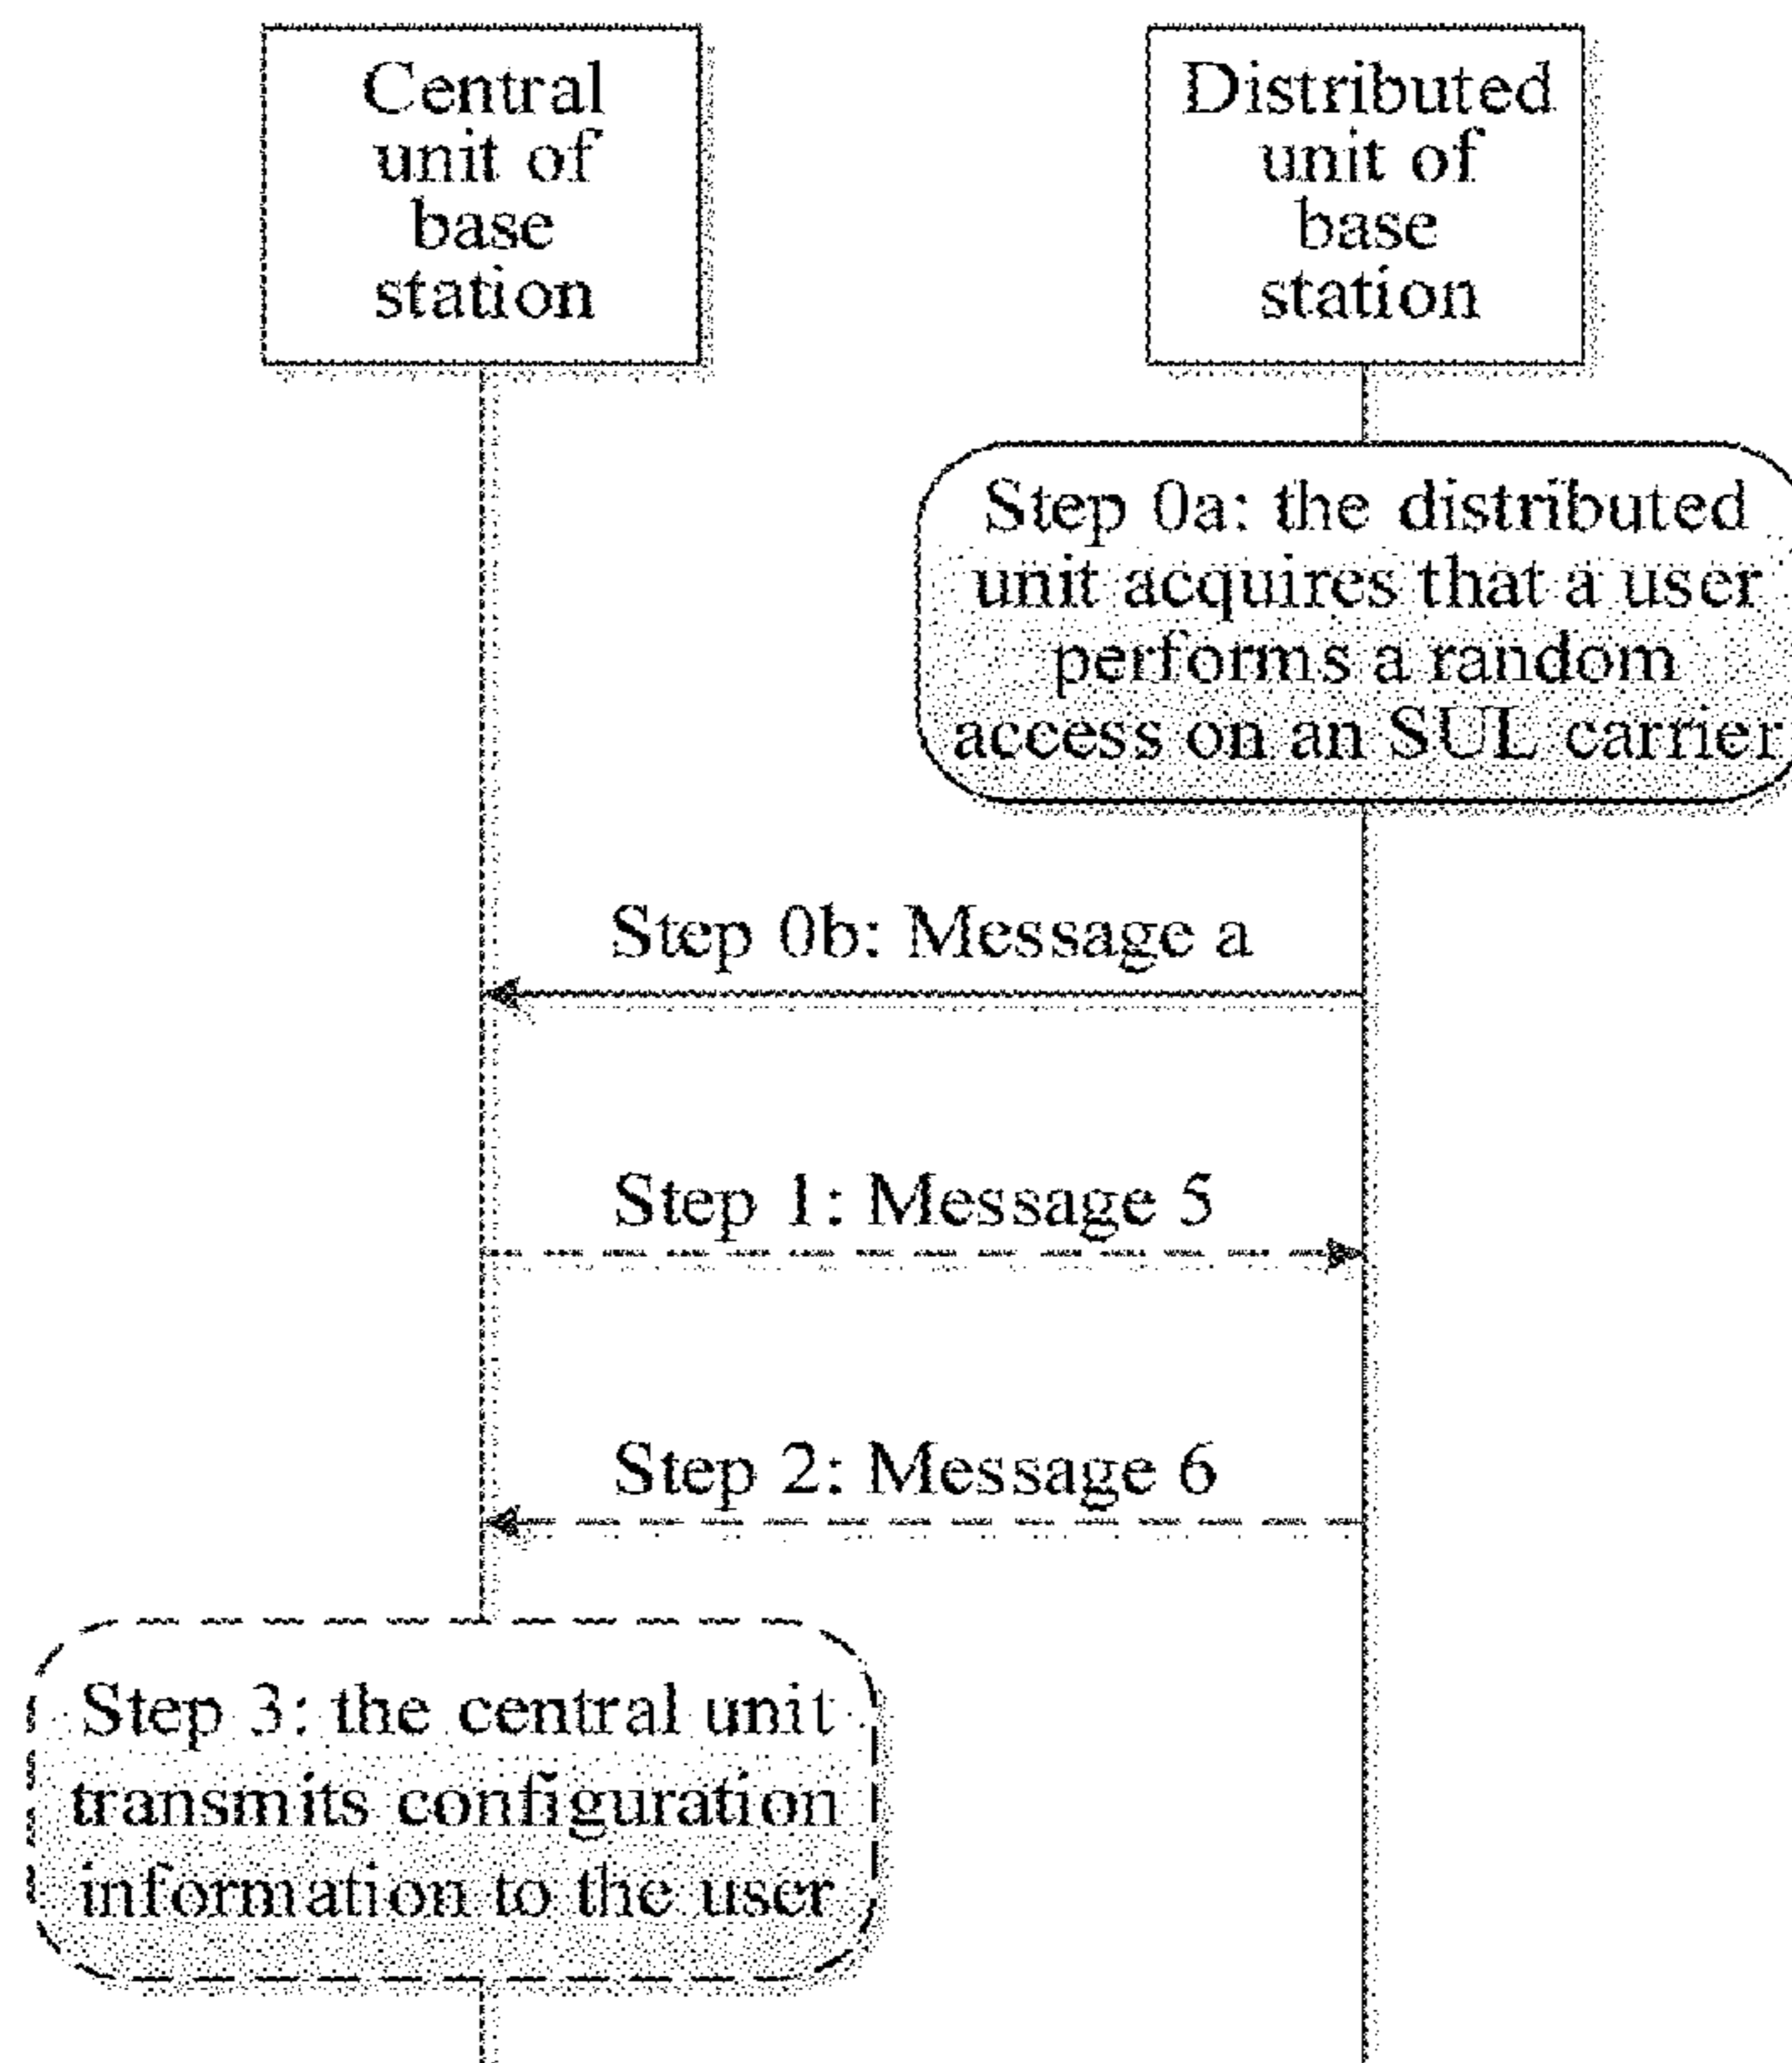 Central
unit of
base
station
Distributed
unit of
base
station
Step 0a: the distributed
unit acquires that a user
performs a random
access on an SUL carrier
Step 0b: Message a
Step 1: Message 5
Step 2: Message 6
Step 3: the central unit
transmits configuration
information to the user